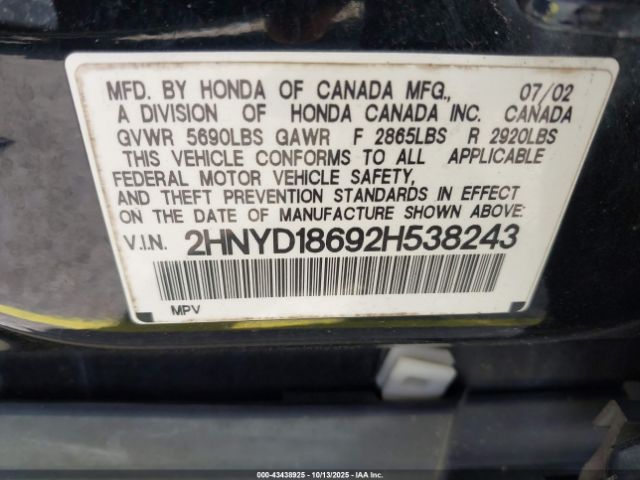 MFD. BY HONDA OF CANADA MFG., 07/02
A DIVISION OF HONDA CANADA INC. CANADA
GVWR 5690LBS GAWR F 2865LBS R 2920LBS
THIS VEHICLE CONFORMS TO ALL APPLICABLE
FEDERAL MOTOR VEHICLE SAFETY,
AND THEFT PREVENTION STANDARDS IN EFFECT
ON THE DATE OF MANUFACTURE SHOWN ABOVE:
V.I.N. 2HNYD18692H538243
MPV
000-43438925 - 10/13/2025 - IAAI Inc.